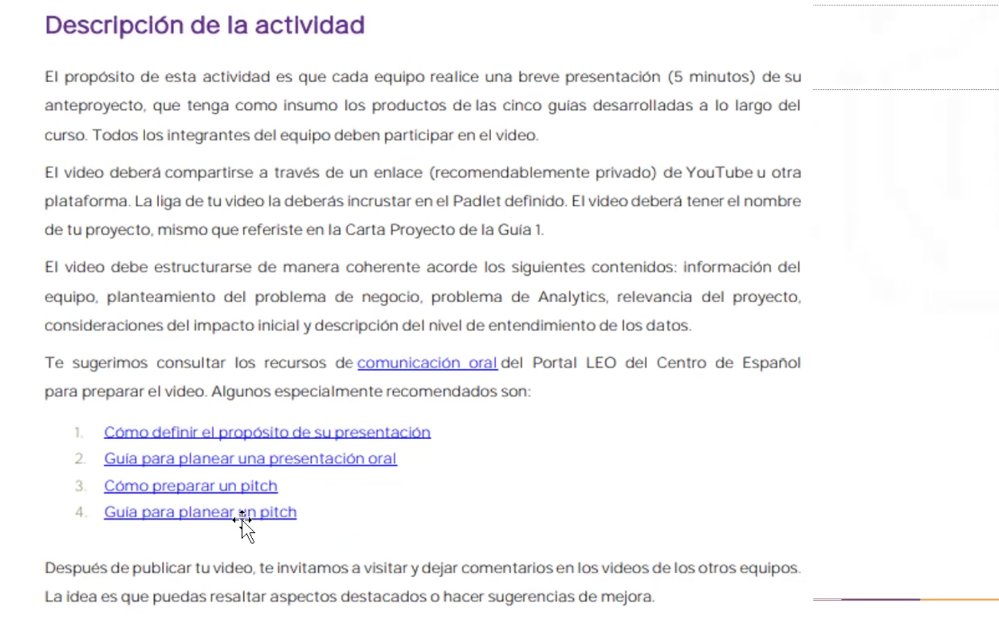 Descripción de la actividad
El propósito de esta actividad es que cada equipo realice una breve presentación (5 minutos) de su
anteproyecto, que tenga como insumo los productos de las cinco guías desarrolladas a lo largo del
curso. Todos los integrantes del equipo deben participar en el video.
El video deberá compartirse a través de un enlace (recomendablemente privado) de YouTube u otra
plataforma. La liga de tu video la deberás incrustar en el Padlet definido. El video deberá tener el nombre
de tu proyecto, mismo que referiste en la Carta Proyecto de la Guía 1.
El video debe estructurarse de manera coherente acorde los siguientes contenidos: información del
equipo, planteamiento del problema de negocio, problema de Analytics, relevancia del proyecto,
consideraciones del impacto inicial y descripción del nivel de entendimiento de los datos.
Te sugerimos consultar los recursos de comunicación oral del Portal LEO del Centro de Español
para preparar el video. Algunos especialmente recomendados son:
1. Cómo definir el propósito de su presentación
2. Guía para planear una presentación oral
3. Cómo preparar un pitch
4. Guía para planear un pitch
Después de publicar tu video, te invitamos a visitar y dejar comentarios en los videos de los otros equipos.
La idea es que puedas resaltar aspectos destacados o hacer sugerencias de mejora.